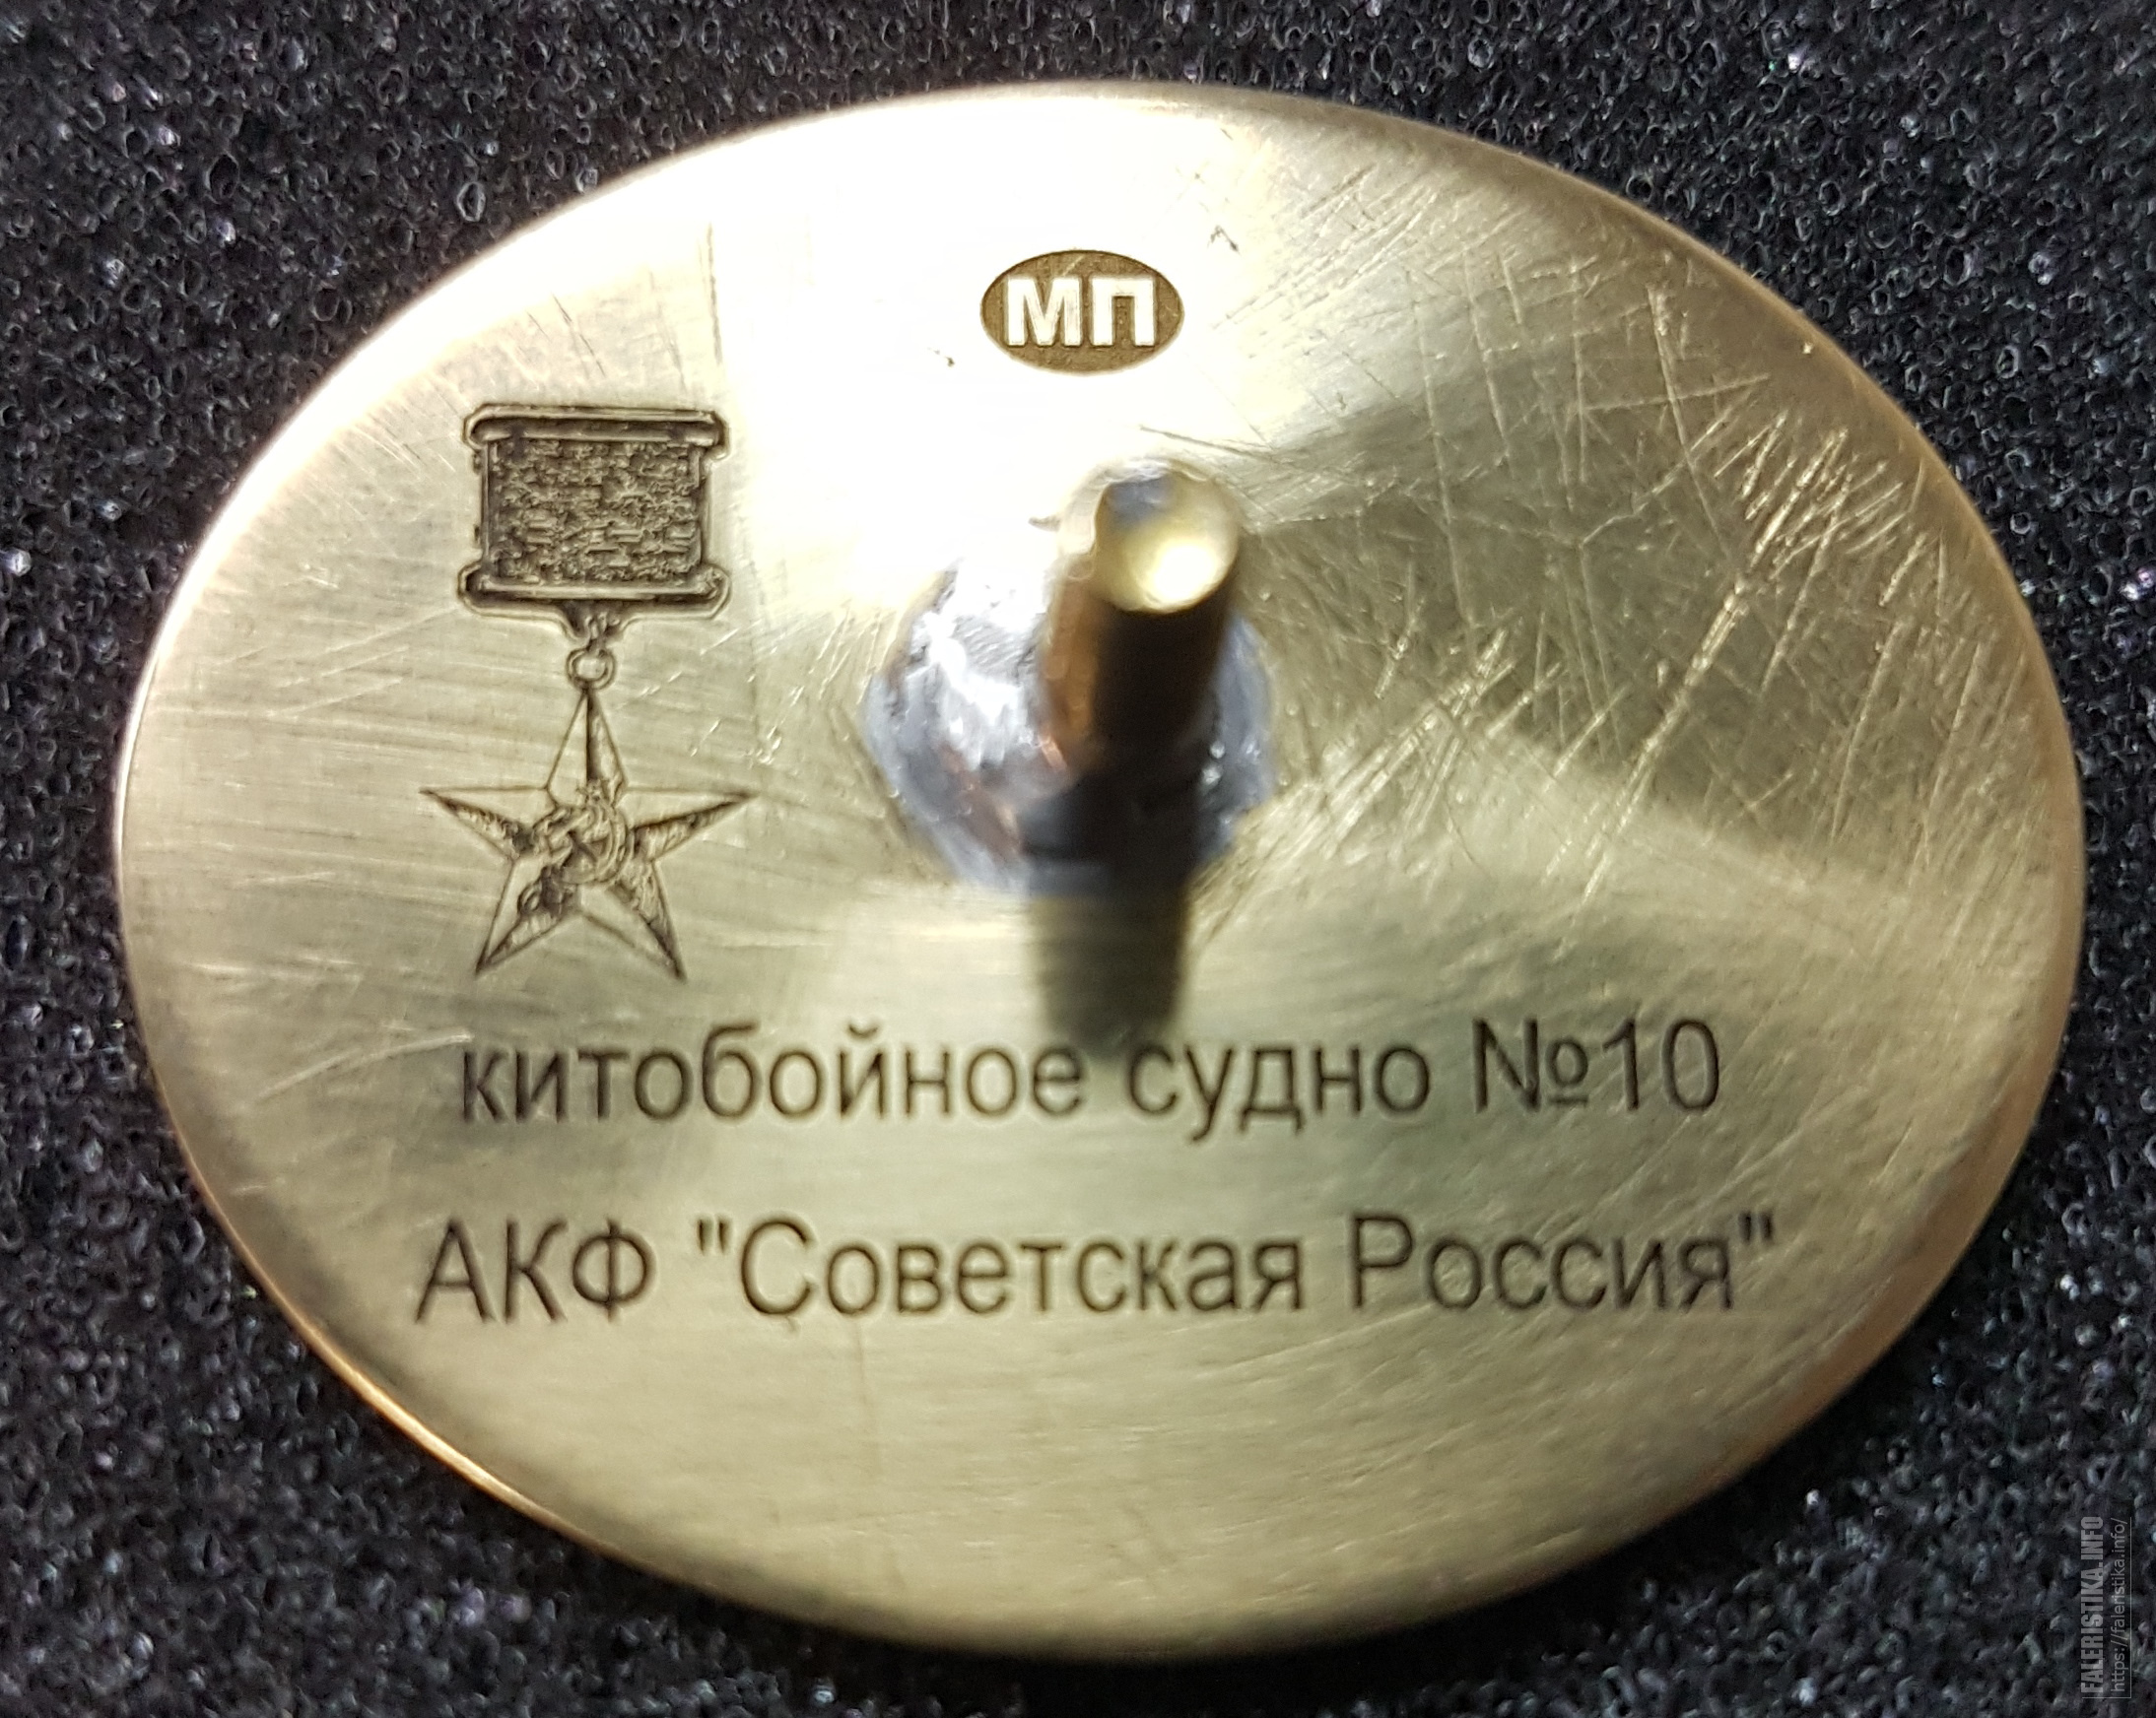 МП
китобойное судно №10
АКФ "Советская Россия"
FALERISTIKA.INFO
https://faleristika.info/